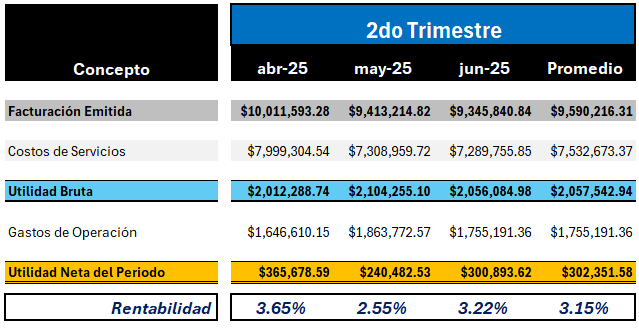 2do Trimestre
Concepto abr-25 may-25 jun-25 Promedio
Facturación Emitida $10,011,593.28 $9,413,214.82 $9,345,840.84 $9,590,216.31
Costos de Servicios $7,999,304.54 $7,308,959.72 $7,289,755.85 $7,532,673.37
Utilidad Bruta $2,012,288.74 $2,104,255.10 $2,056,084.98 $2,057,542.94
Gastos de Operación $1,646,610.15 $1,863,772.57 $1,755,191.36 $1,755,191.36
Utilidad Neta del Periodo $365,678.59 $240,482.53 $300,893.62 $302,351.58
Rentabilidad 3.65% 2.55% 3.22% 3.15%